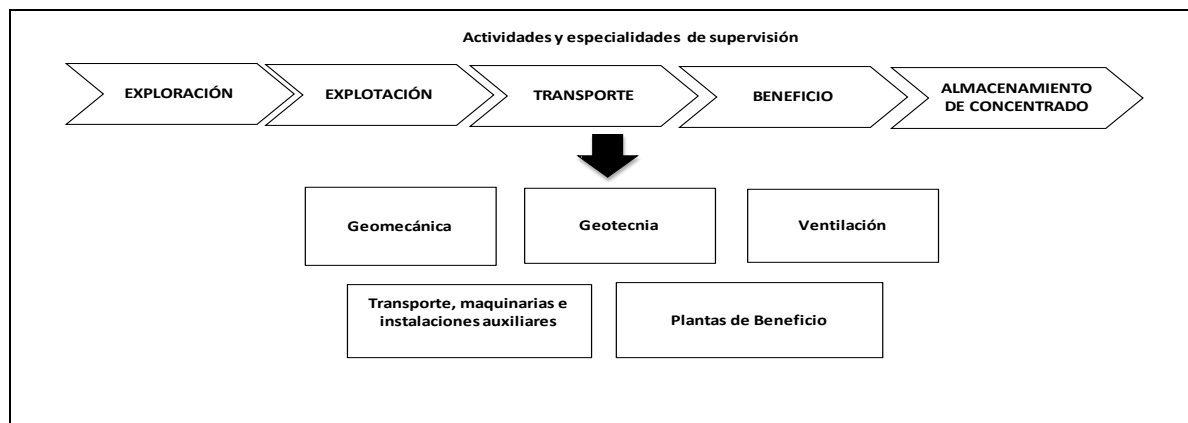 Actividades y especialidades de supervisión
EXPLORACIÓN
EXPLOTACIÓN
TRANSPORTE
BENEFICIO
ALMACENAMIENTO
DE CONCENTRADO
Geomecánica
Geotecnia
Ventilación
Transporte, maquinarias e
instalaciones auxiliares
Plantas de Beneficio